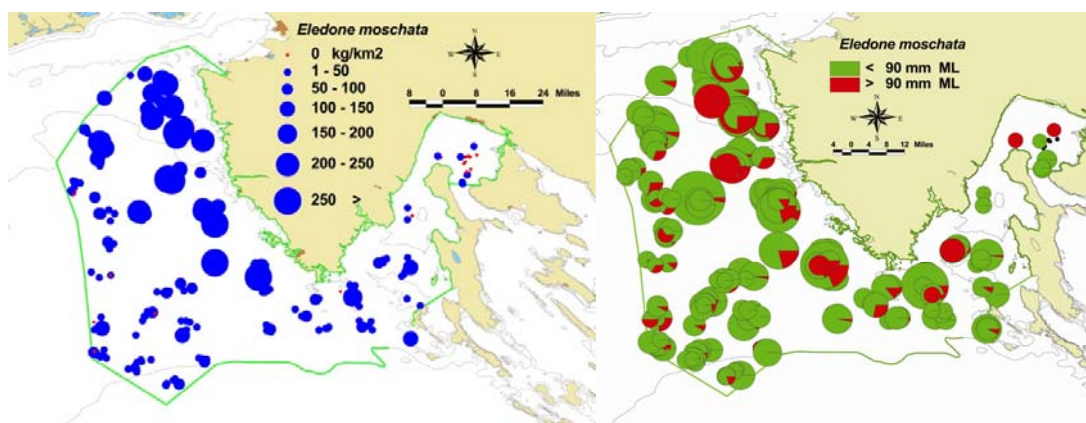 Eledone moschata
0 kg/km2
1 - 50
50 - 100
100 - 150
150 - 200
200 - 250
250 >
N
W E
S
8 0 8 16 24 Miles
Eledone moschata
< 90 mm ML
> 90 mm ML
N
W E
S
4 0 4 8 12 Miles